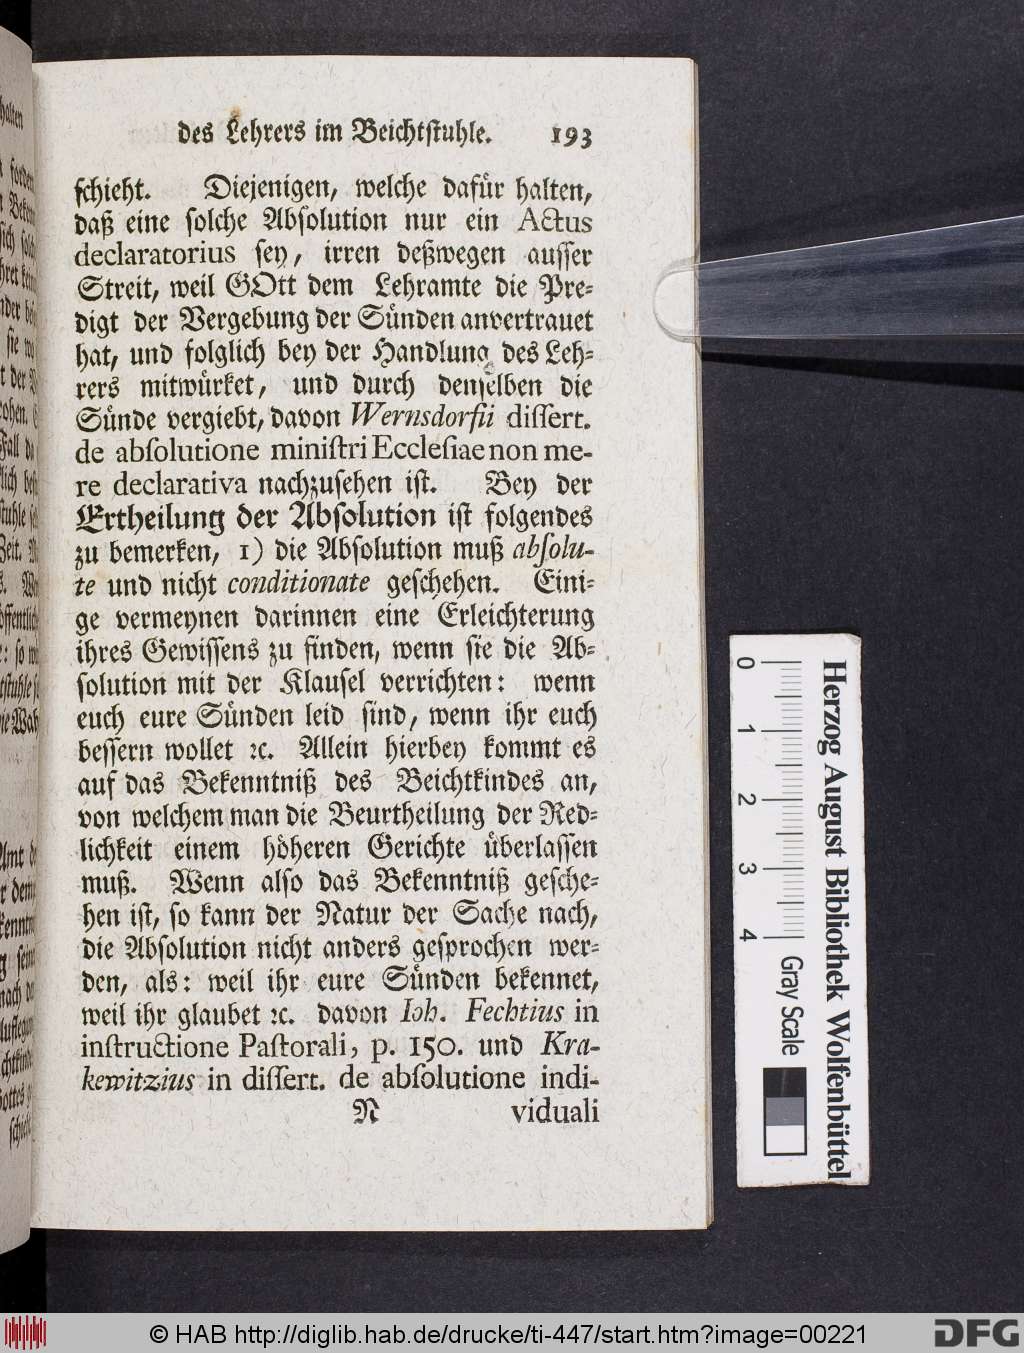 des Lehrers im Beichtstuhle. 193
schieht. Diejenigen, welche dafür halten,
daß eine solche Absolution nur ein Actus
declaratorius sey, irren deßwegen ausser
Streit, weil GOtt dem Lehramte die Pre-
digt der Vergebung der Sünden anvertrauet
hat, und folglich bey der Handlung des Leh-
rers mitwürket, und durch denselben die
Sünde vergiebt, davon Wernsdorfii dissert.
de absolutione ministri Ecclesiae non me-
re declarativa nachzusehen ist. Bey der
Ertheilung der Absolution ist folgendes
zu bemerken, 1) die Absolution muß absolu-
te und nicht conditionate geschehen. Eini-
ge vermeynen darinnen eine Erleichterung
ihres Gewissens zu finden, wenn sie die Ab-
solution mit der Klausel verrichten: wenn
euch eure Sünden leid sind, wenn ihr euch
bessern wollet ꝛc. Allein hierbey kommt es
auf das Bekenntniß des Beichtkindes an,
von welchem man die Beurtheilung der Red-
lichkeit einem höheren Gerichte überlassen
muß. Wenn also das Bekenntniß gesche-
hen ist, so kann der Natur der Sache nach,
die Absolution nicht anders gesprochen wer-
den, als: weil ihr eure Sünden bekennet,
weil ihr glaubet ꝛc. davon Ioh. Fechtius in
instructione Pastorali, p. 150. und Kra-
kewitzius in dissert. de absolutione indi-
N viduali
0 1 2 3 4 Gray Scale
Herzog August Bibliothek Wolfenbüttel
© HAB http://diglib.hab.de/drucke/ti-447/start.htm?image=00221
DFG